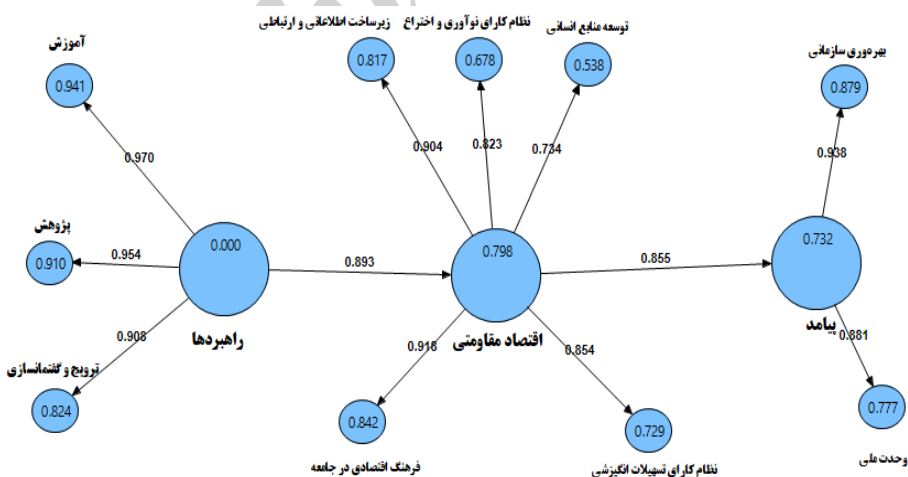 زیرساخت اطلاعاتی و ارتباطی
نظام کارای نوآوری و اختراع
توسعه منابع انسانی
آموزش
بهره‌وری سازمانی
0.817
0.678
0.538
0.941
0.879
0.904
0.823
0.734
0.938
0.970
پژوهش
0.000
0.798
0.732
0.910
0.954
0.893
0.855
راهبردها
اقتصاد مقاومتی
پیامد
0.908
0.918
0.854
0.881
ترویج و گفتمانسازی
0.824
0.842
0.729
0.777
فرهنگ اقتصادی در جامعه
نظام کارای تسهیلات انگیزشی
وحدت ملی